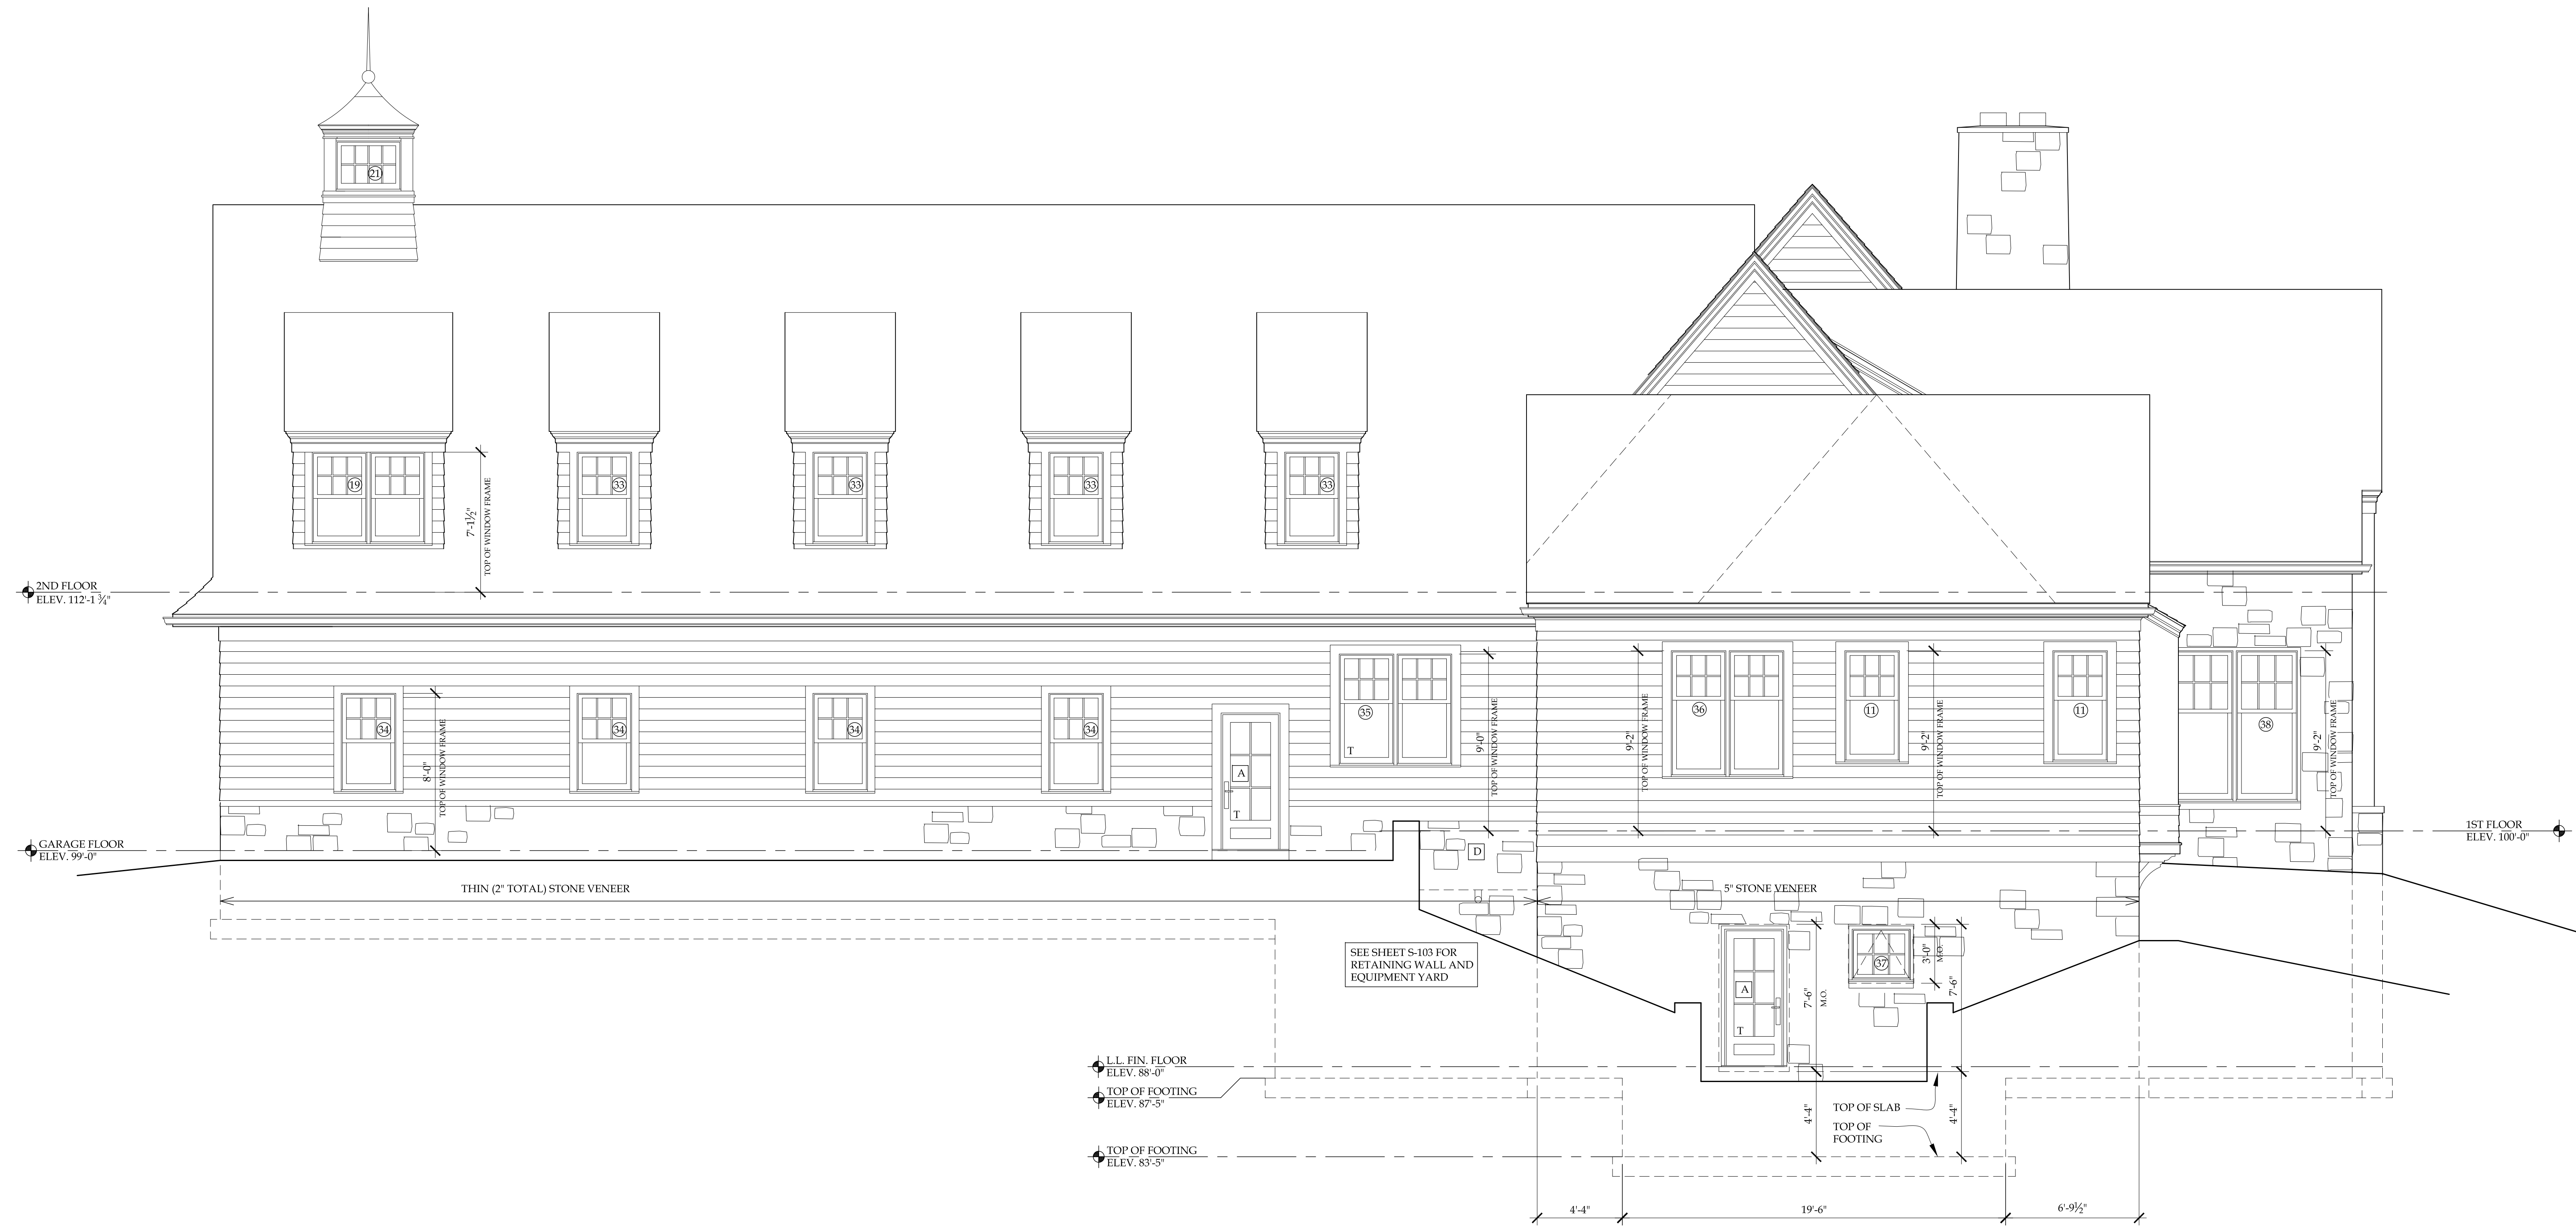 21
19
33
33
33
33
7'-1½"
TOP OF WINDOW FRAME
2ND FLOOR
ELEV. 112'-1 ¾"
34
34
34
34
8'-0"
TOP OF WINDOW FRAME
A
T
35
T
9'-0"
TOP OF WINDOW FRAME
9'-2"
TOP OF WINDOW FRAME
36
11
9'-2"
TOP OF WINDOW FRAME
11
38
9'-2"
TOP OF WINDOW FRAME
1ST FLOOR
ELEV. 100'-0"
GARAGE FLOOR
ELEV. 99'-0"
D
THIN (2" TOTAL) STONE VENEER
5" STONE VENEER
SEE SHEET S-103 FOR
RETAINING WALL AND
EQUIPMENT YARD
A
T
7'-6"
M.O.
37
3'-0"
M.O.
7'-6"
L.L. FIN. FLOOR
ELEV. 88'-0"
TOP OF FOOTING
ELEV. 87'-5"
TOP OF SLAB
TOP OF
FOOTING
4'-4"
4'-4"
TOP OF FOOTING
ELEV. 83'-5"
4'-4"
19'-6"
6'-9½"